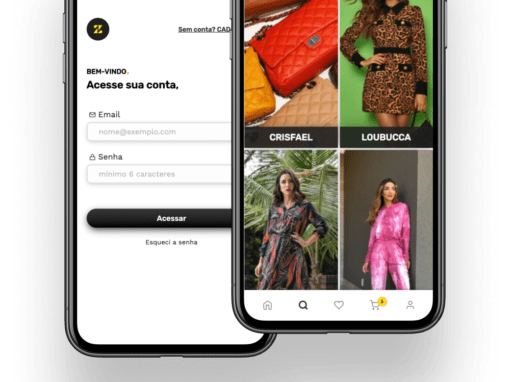 Sem conta? CAD
BEM-VINDO.
Acesse sua conta,
Email
nome@exemplo.com
Senha
mínimo 6 caracteres
Acessar
Esqueci a senha
CRISFAEL
LOUBUCCA
3